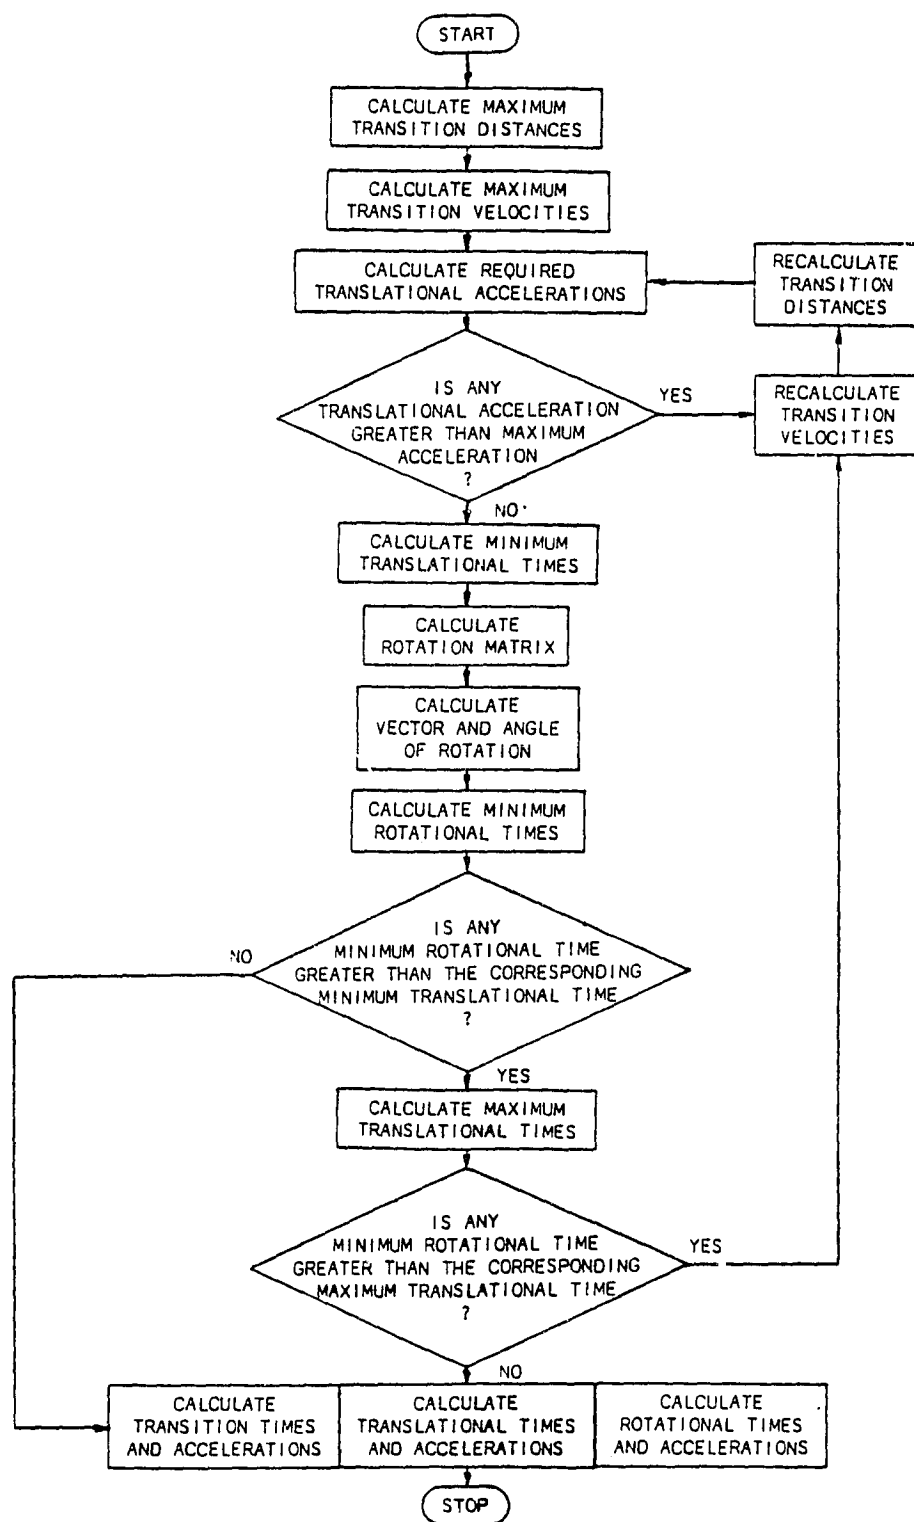 START
CALCULATE MAXIMUM
TRANSITION DISTANCES
CALCULATE MAXIMUM
TRANSITION VELOCITIES
CALCULATE REQUIRED
TRANSLATIONAL ACCELERATIONS
RECALCULATE
TRANSITION
DISTANCES
IS ANY
TRANSLATIONAL ACCELERATION
GREATER THAN MAXIMUM
ACCELERATION
?
YES
RECALCULATE
TRANSITION
VELOCITIES
NO
CALCULATE MINIMUM
TRANSLATIONAL TIMES
CALCULATE
ROTATION MATRIX
CALCULATE
VECTOR AND ANGLE
OF ROTATION
CALCULATE MINIMUM
ROTATIONAL TIMES
IS ANY
MINIMUM ROTATIONAL TIME
GREATER THAN THE CORRESPONDING
MINIMUM TRANSLATIONAL TIME
?
NO
YES
CALCULATE MAXIMUM
TRANSLATIONAL TIMES
IS ANY
MINIMUM ROTATIONAL TIME
GREATER THAN THE CORRESPONDING
MAXIMUM TRANSLATIONAL TIME
?
YES
NO
CALCULATE
TRANSITION TIMES
AND ACCELERATIONS
CALCULATE
TRANSLATIONAL TIMES
AND ACCELERATIONS
CALCULATE
ROTATIONAL TIMES
AND ACCELERATIONS
STOP